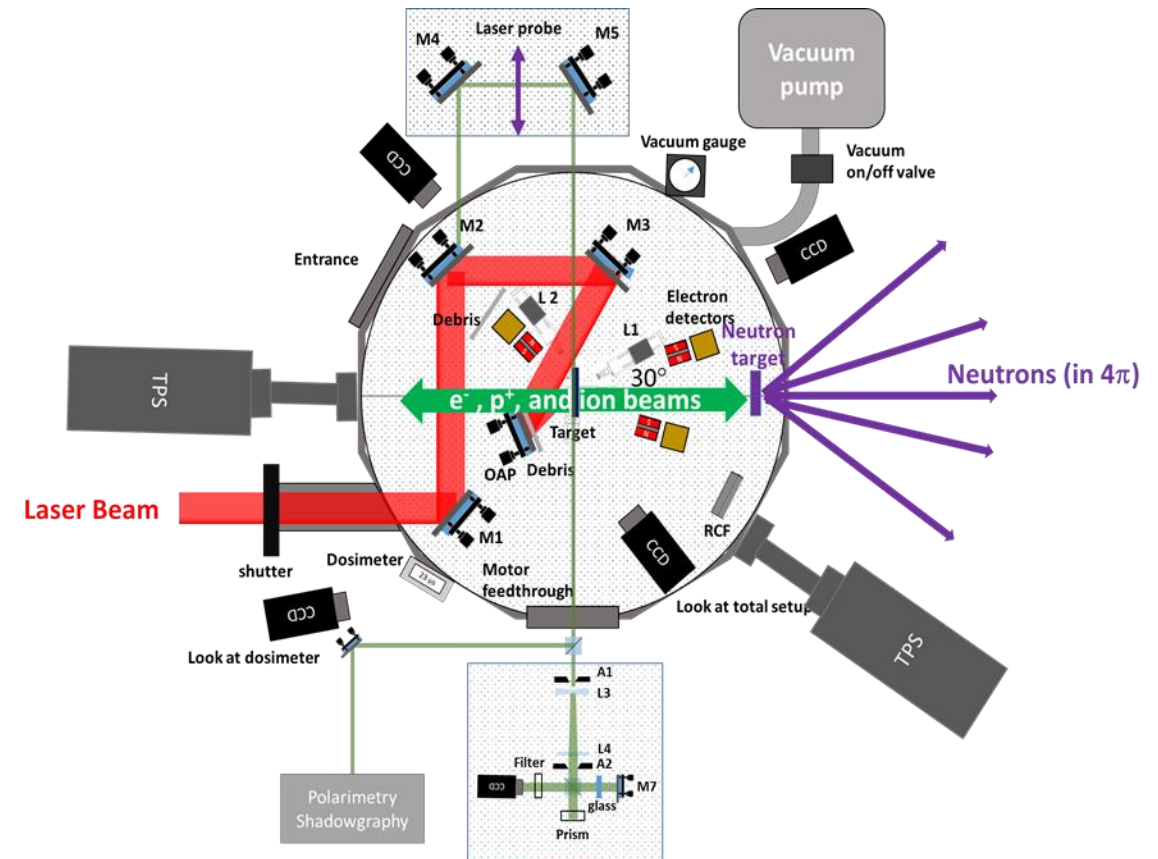 M4
Laser probe
M5
Vacuum
pump
CCD
Vacuum gauge
Vacuum
on/off valve
CCD
M2
M3
Entrance
L 2
Debris
Electron
detectors
L1
S
N
S
N
Neutron
target
30°
Neutrons (in 4π)
TPS
e⁻, p⁺, and ion beams
Target
S
N
OAP
Debris
Laser Beam
M1
RCF
shutter
Dosimeter
23 μs
Motor
feedthrough
CCD
CCD
Look at total setup
TPS
Look at dosimeter
A1
L3
L4
A2
Filter
CCD
M7
glass
Prism
Polarimetry
Shadowgraphy